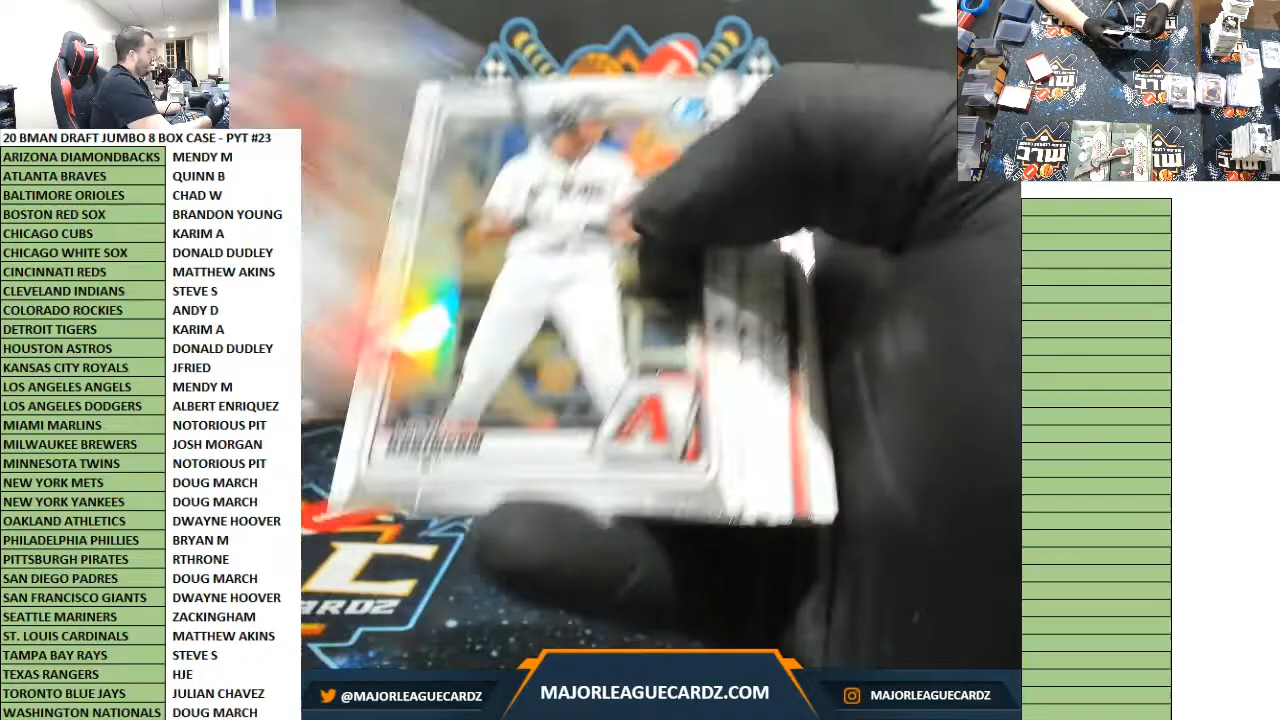 20 BMAN DRAFT JUMBO 8 BOX CASE - PYT #23
ARIZONA DIAMONDBACKS MENDY M
ATLANTA BRAVES QUINN B
BALTIMORE ORIOLES CHAD W
BOSTON RED SOX BRANDON YOUNG
CHICAGO CUBS KARIM A
CHICAGO WHITE SOX DONALD DUDLEY
CINCINNATI REDS MATTHEW AKINS
CLEVELAND INDIANS STEVE S
COLORADO ROCKIES ANDY D
DETROIT TIGERS KARIM A
HOUSTON ASTROS DONALD DUDLEY
KANSAS CITY ROYALS JFRIED
LOS ANGELES ANGELS MENDY M
LOS ANGELES DODGERS ALBERT ENRIQUEZ
MIAMI MARLINS NOTORIOUS PIT
MILWAUKEE BREWERS JOSH MORGAN
MINNESOTA TWINS NOTORIOUS PIT
NEW YORK METS DOUG MARCH
NEW YORK YANKEES DOUG MARCH
OAKLAND ATHLETICS DWAYNE HOOVER
PHILADELPHIA PHILLIES BRYAN M
PITTSBURGH PIRATES RTHRONE
SAN DIEGO PADRES DOUG MARCH
SAN FRANCISCO GIANTS DWAYNE HOOVER
SEATTLE MARINERS ZACKINGHAM
ST. LOUIS CARDINALS MATTHEW AKINS
TAMPA BAY RAYS STEVE S
TEXAS RANGERS HJE
TORONTO BLUE JAYS JULIAN CHAVEZ
WASHINGTON NATIONALS DOUG MARCH
A
C
ARDZ
MLC
@MAJORLEAGUECARDZ
MAJORLEAGUECARDZ.COM
MAJORLEAGUECARDZ